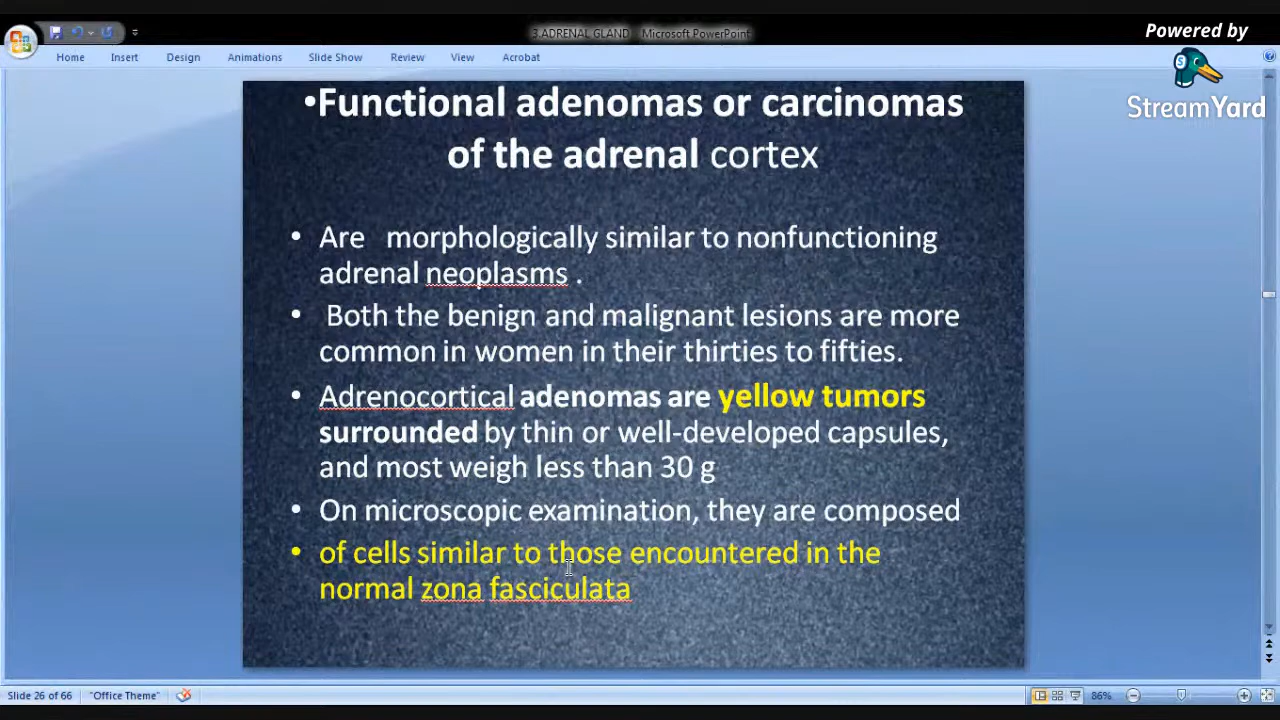 3.ADRENAL GLAND - Microsoft PowerPoint
Powered by
StreamYard
Home Insert Design Animations Slide Show Review View Acrobat
•Functional adenomas or carcinomas
of the adrenal cortex
• Are morphologically similar to nonfunctioning
adrenal neoplasms .
• Both the benign and malignant lesions are more
common in women in their thirties to fifties.
• Adrenocortical adenomas are yellow tumors
surrounded by thin or well-developed capsules,
and most weigh less than 30 g
• On microscopic examination, they are composed
• of cells similar to those encountered in the
normal zona fasciculata
Slide 26 of 66 "Office Theme" 86%